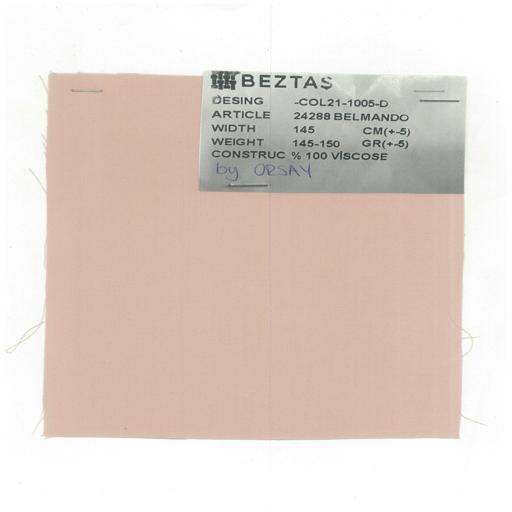 BEZTAŞ
DESING -COL21-1005-D
ARTICLE 24288 BELMANDO
WIDTH 145 CM(+-5)
WEIGHT 145-150 GR(+-5)
CONSTRUC % 100 VİSCOSE
by ORSAY